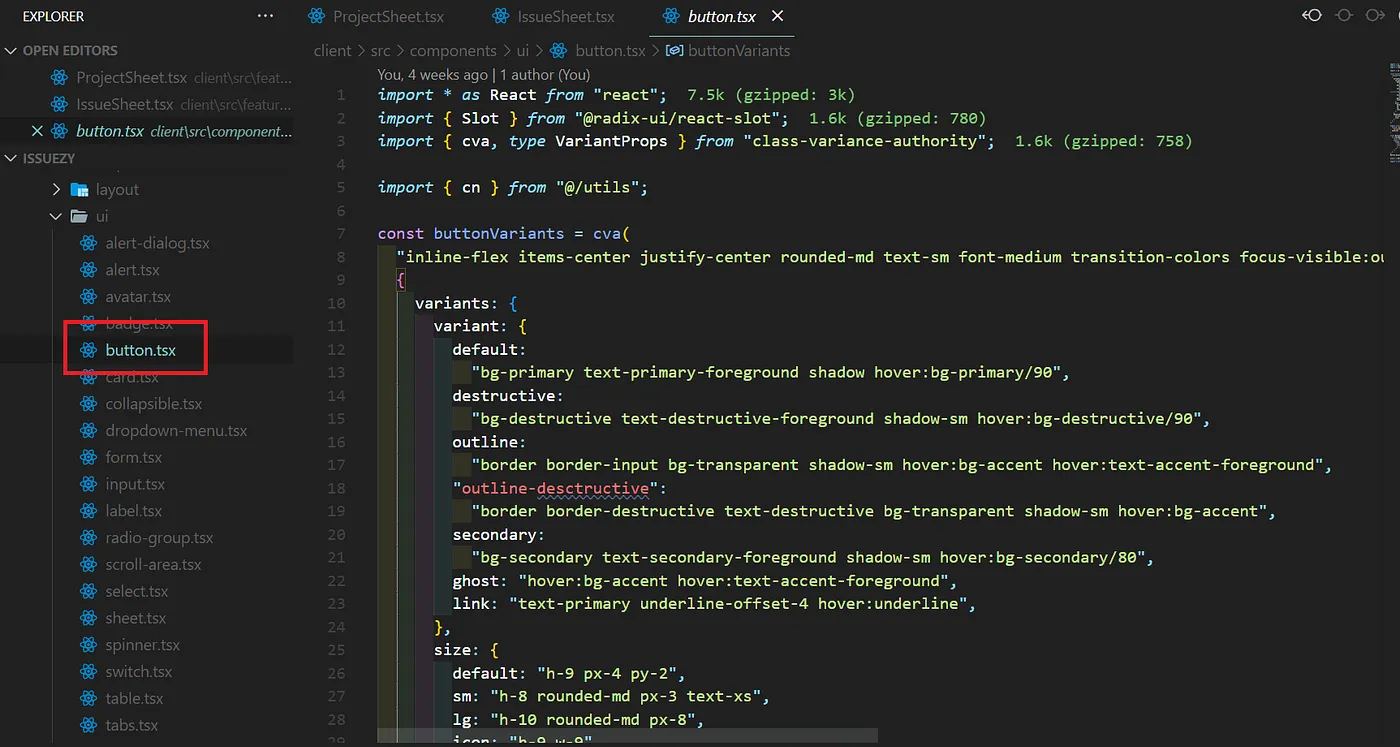 EXPLORER
...
ProjectSheet.tsx
IssueSheet.tsx
button.tsx
OPEN EDITORS
ProjectSheet.tsx client\src\feat...
IssueSheet.tsx client\src\featur...
button.tsx client\src\component...
ISSUEZY
layout
ui
alert-dialog.tsx
alert.tsx
avatar.tsx
badge.tsx
button.tsx
card.tsx
collapsible.tsx
dropdown-menu.tsx
form.tsx
input.tsx
label.tsx
radio-group.tsx
scroll-area.tsx
select.tsx
sheet.tsx
spinner.tsx
switch.tsx
table.tsx
tabs.tsx
client > src > components > ui > button.tsx > buttonVariants
You, 4 weeks ago | 1 author (You)
1 import * as React from "react"; 7.5k (gzipped: 3k)
2 import { Slot } from "@radix-ui/react-slot"; 1.6k (gzipped: 780)
3 import { cva, type VariantProps } from "class-variance-authority"; 1.6k (gzipped: 758)
4
5 import { cn } from "@/utils";
6
7 const buttonVariants = cva(
8 "inline-flex items-center justify-center rounded-md text-sm font-medium transition-colors focus-visible:ou
9 {
10 variants: {
11 variant: {
12 default:
13 "bg-primary text-primary-foreground shadow hover:bg-primary/90",
14 destructive:
15 "bg-destructive text-destructive-foreground shadow-sm hover:bg-destructive/90",
16 outline:
17 "border border-input bg-transparent shadow-sm hover:bg-accent hover:text-accent-foreground",
18 "outline-desctructive":
19 "border border-destructive text-destructive bg-transparent shadow-sm hover:bg-accent",
20 secondary:
21 "bg-secondary text-secondary-foreground shadow-sm hover:bg-secondary/80",
22 ghost: "hover:bg-accent hover:text-accent-foreground",
23 link: "text-primary underline-offset-4 hover:underline",
24 },
25 size: {
26 default: "h-9 px-4 py-2",
27 sm: "h-8 rounded-md px-3 text-xs",
28 lg: "h-10 rounded-md px-8",
29 icon: "h-9 w-9"